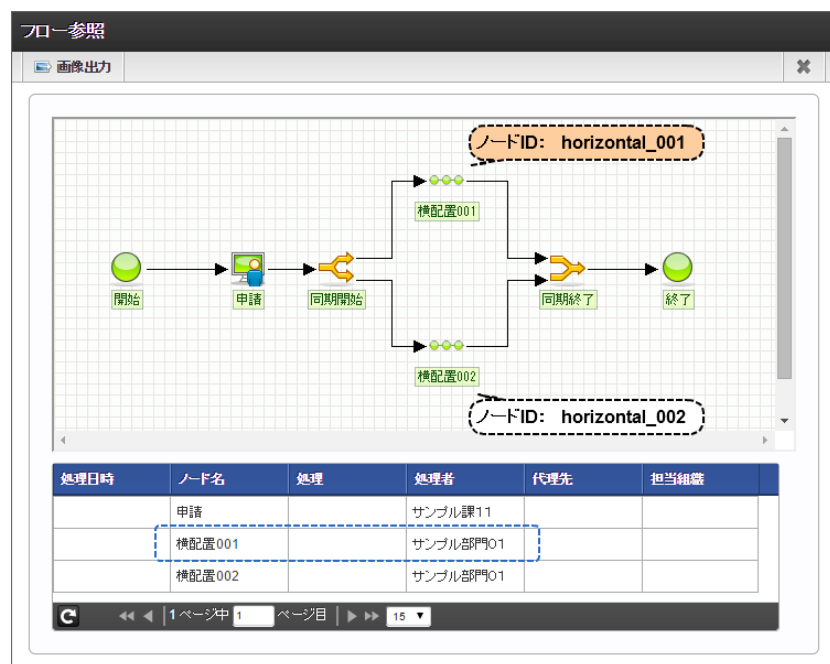 フロー参照
画像出力
ノードID: horizontal_001
横配置001
開始
申請
同期開始
同期終了
終了
横配置002
ノードID: horizontal_002
処理日時 ノード名 処理 処理者 代理先 担当組織
申請 サンプル課11
横配置001 サンプル部門01
横配置002 サンプル部門01
1 ページ中 1 ページ目 15